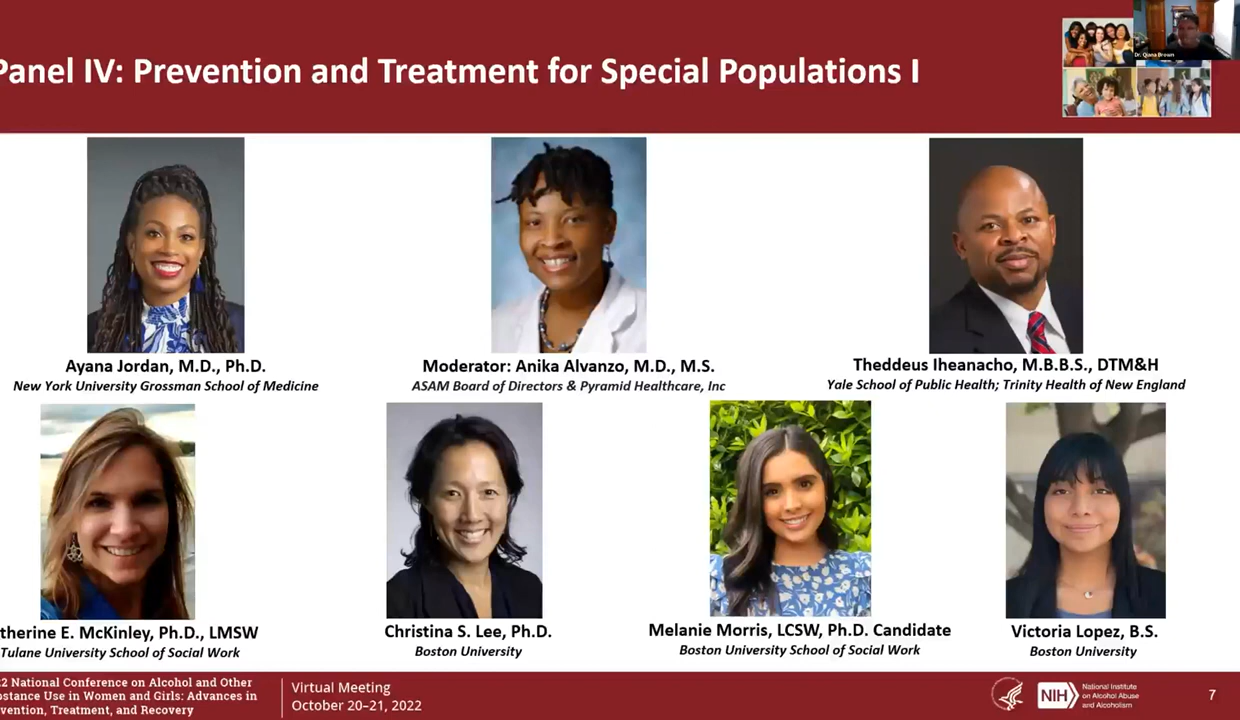 Panel IV: Prevention and Treatment for Special Populations I
Dr. Qiana Brown
Ayana Jordan, M.D., Ph.D.
New York University Grossman School of Medicine
Moderator: Anika Alvanzo, M.D., M.S.
ASAM Board of Directors & Pyramid Healthcare, Inc
Theddeus Iheanacho, M.B.B.S., DTM&H
Yale School of Public Health; Trinity Health of New England
therine E. McKinley, Ph.D., LMSW
Tulane University School of Social Work
Christina S. Lee, Ph.D.
Boston University
Melanie Morris, LCSW, Ph.D. Candidate
Boston University School of Social Work
Victoria Lopez, B.S.
Boston University
22 National Conference on Alcohol and Other
bstance Use in Women and Girls: Advances in
vention, Treatment, and Recovery
Virtual Meeting
October 20–21, 2022
NIH
National Institute
on Alcohol Abuse
and Alcoholism
7